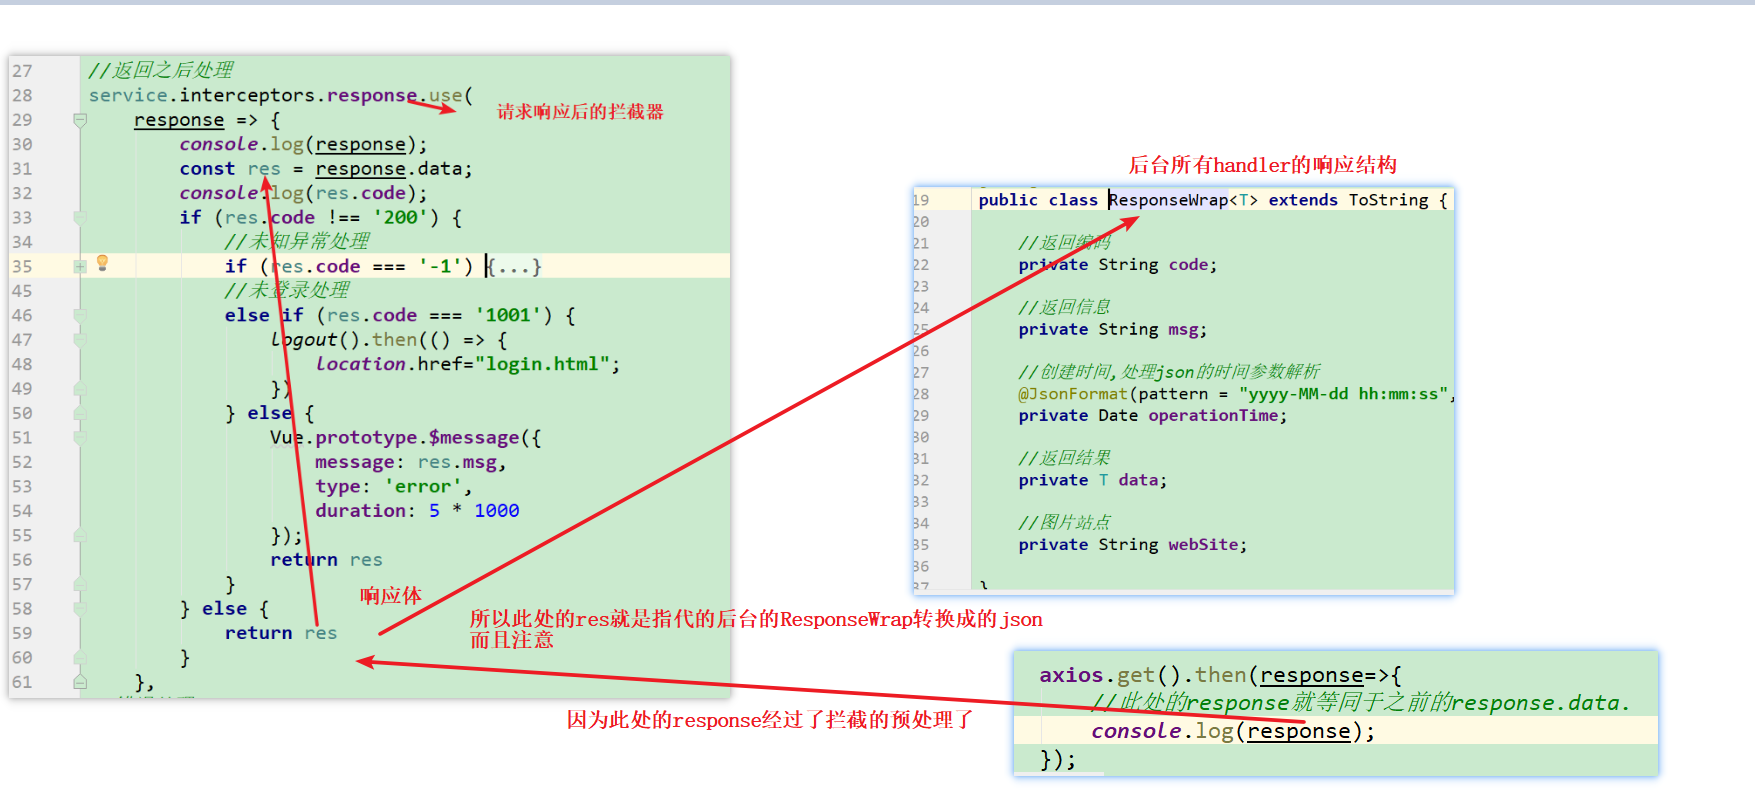 27 //返回之后处理
28 service.interceptors.response.use(
请求响应后的拦截器
29 response => {
30 console.log(response);
31 const res = response.data;
32 console.log(res.code);
33 if (res.code !== '200') {
34 //未知异常处理
35 if (res.code === '-1') {...}
45 //未登录处理
46 else if (res.code === '1001') {
47 logout().then(() => {
48 location.href="login.html";
49 })
50 } else {
51 Vue.prototype.$message({
52 message: res.msg,
53 type: 'error',
54 duration: 5 * 1000
55 });
56 return res
57 }
58 } else {
59 return res
60 }
61 },
响应体
所以此处的res就是指代的后台的ResponseWrap转换成的json
而且注意
因为此处的response经过了拦截的预处理了
后台所有handler的响应结构
19 public class ResponseWrap<T> extends ToString {
20
21 //返回编码
22 private String code;
23
24 //返回信息
25 private String msg;
26
27 //创建时间,处理json的时间参数解析
28 @JsonFormat(pattern = "yyyy-MM-dd hh:mm:ss",
29 private Date operationTime;
30
31 //返回结果
32 private T data;
33
34 //图片站点
35 private String webSite;
36
37 }
axios.get().then(response=>{
//此处的response就等同于之前的response.data.
console.log(response);
});